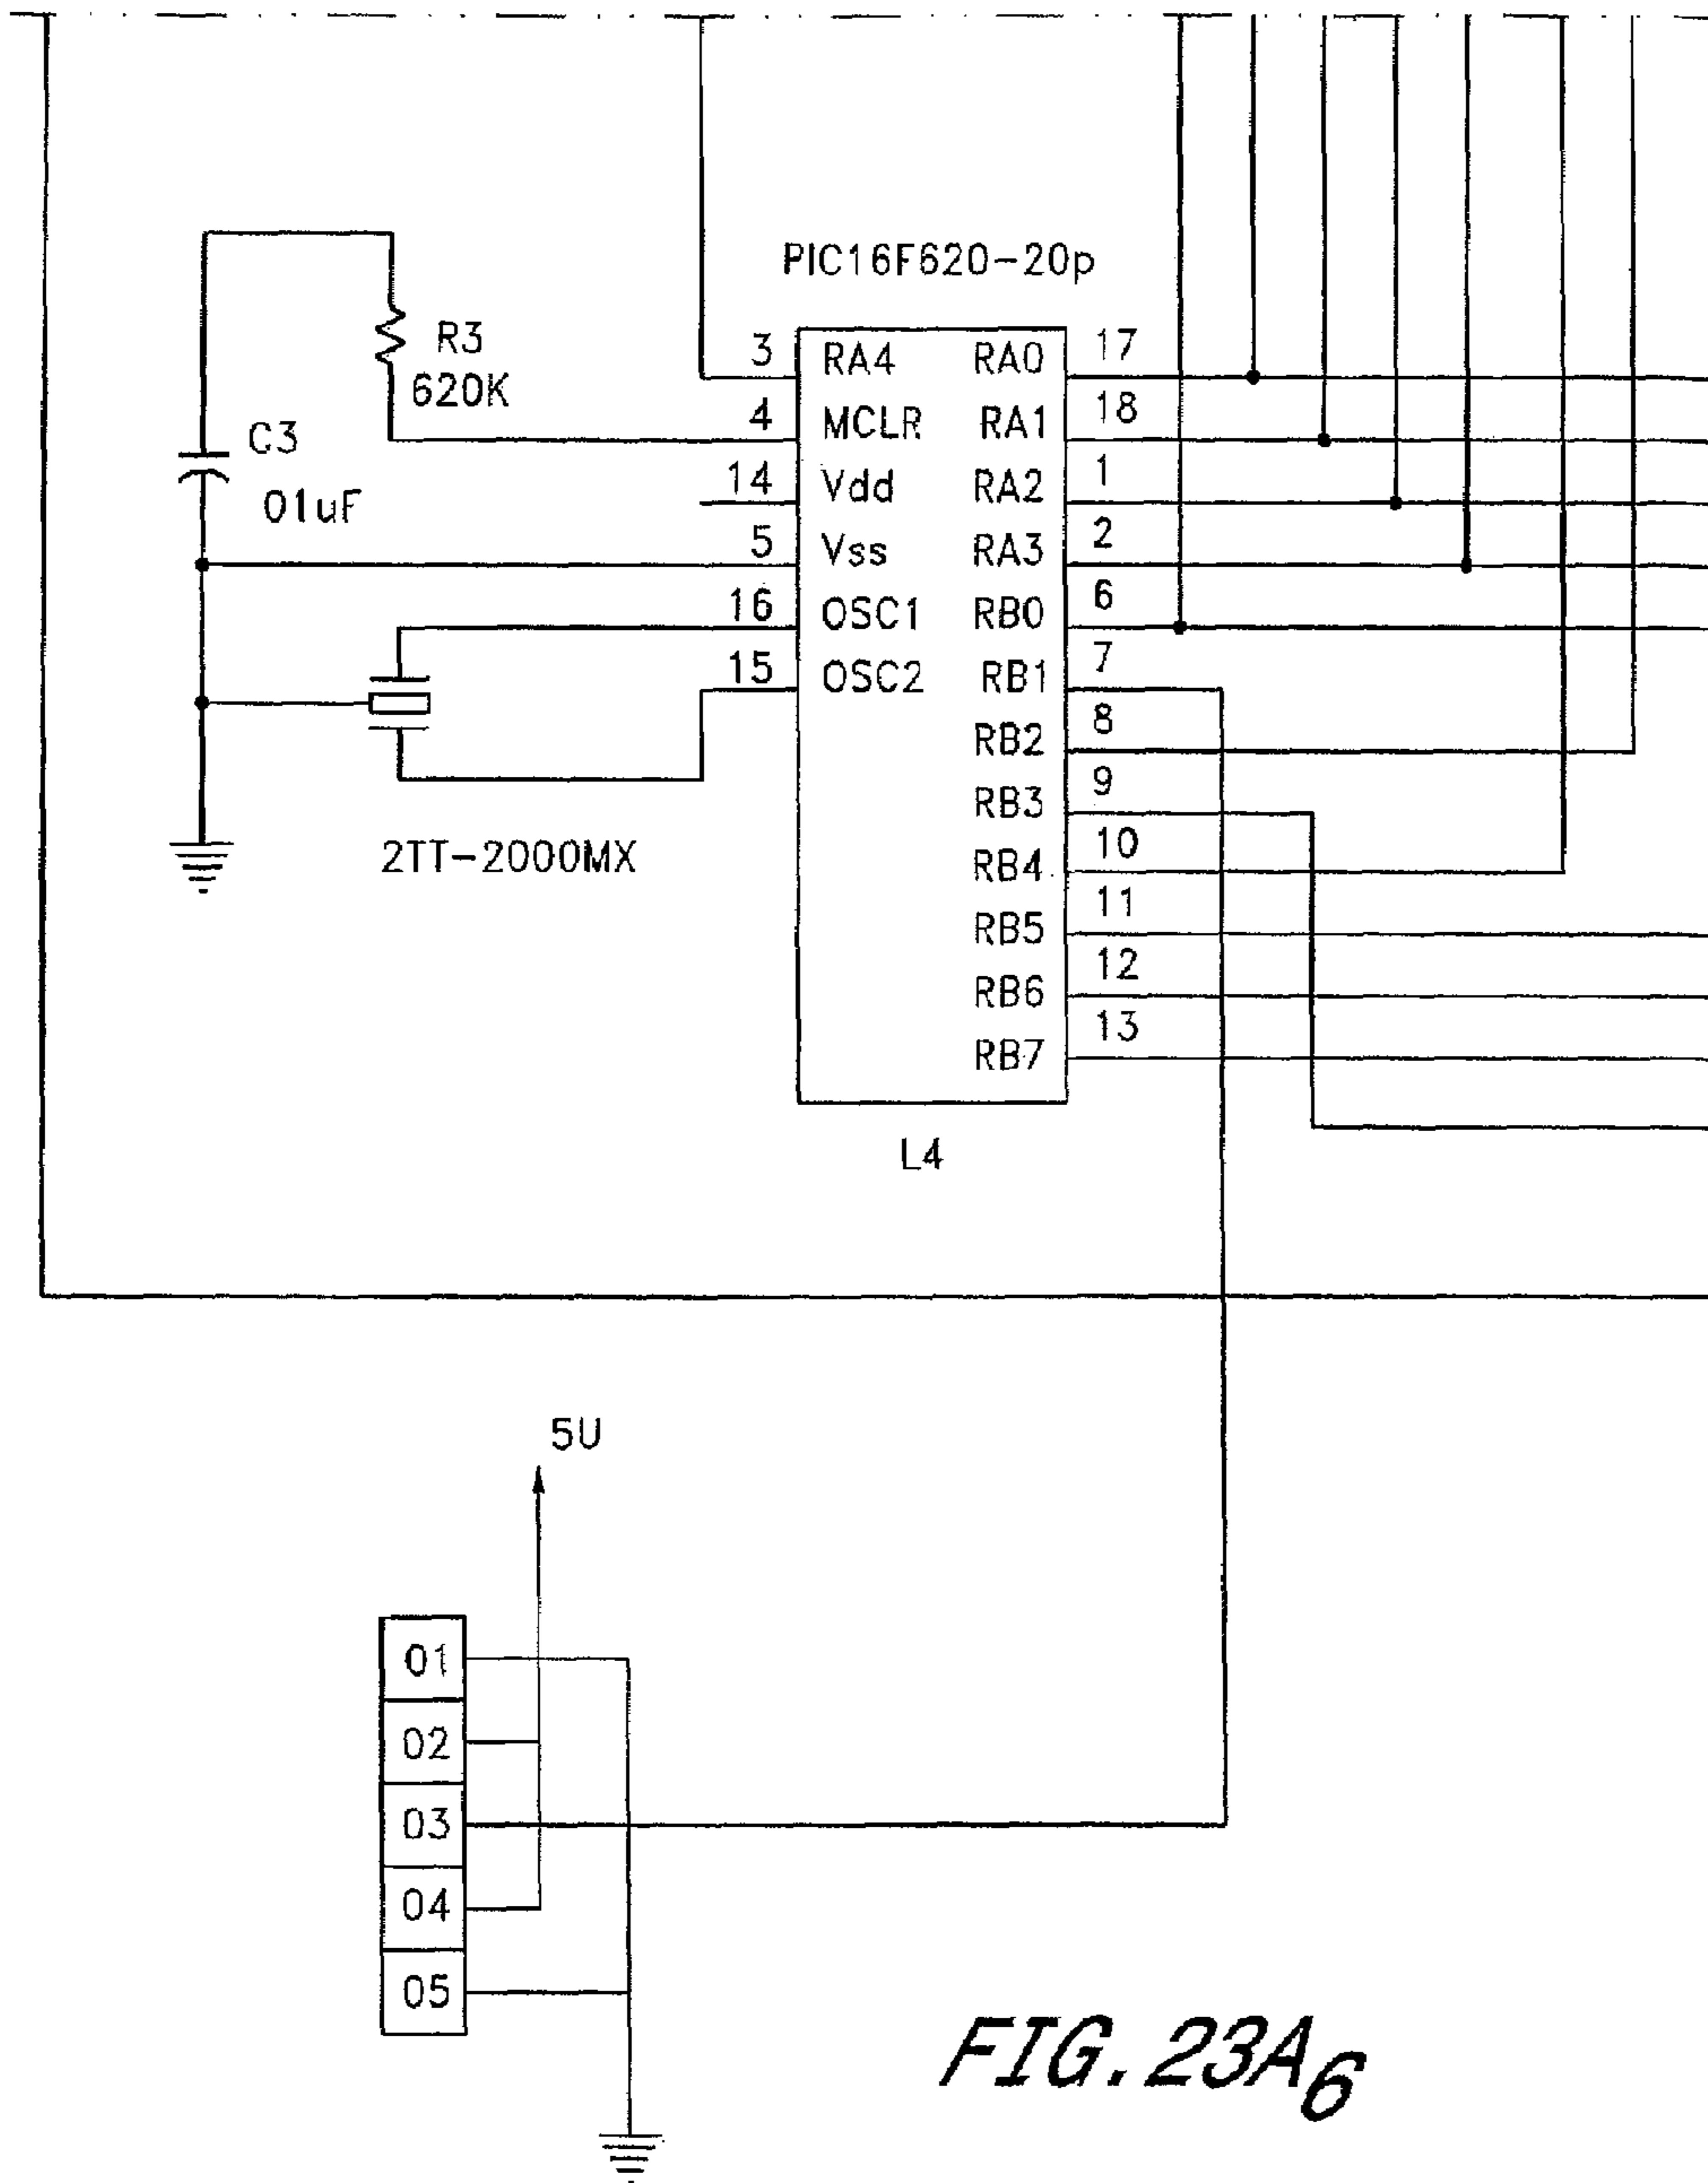 PIC16F620-20p
R3
620K
C3
01uF
3 RA4 RA0 17
4 MCLR RA1 18
14 Vdd RA2 1
5 Vss RA3 2
16 OSC1 RB0 6
15 OSC2 RB1 7
RB2 8
RB3 9
RB4 10
RB5 11
RB6 12
RB7 13
2TT-2000MX
L4
5U
01
02
03
04
05
FIG. 23A6